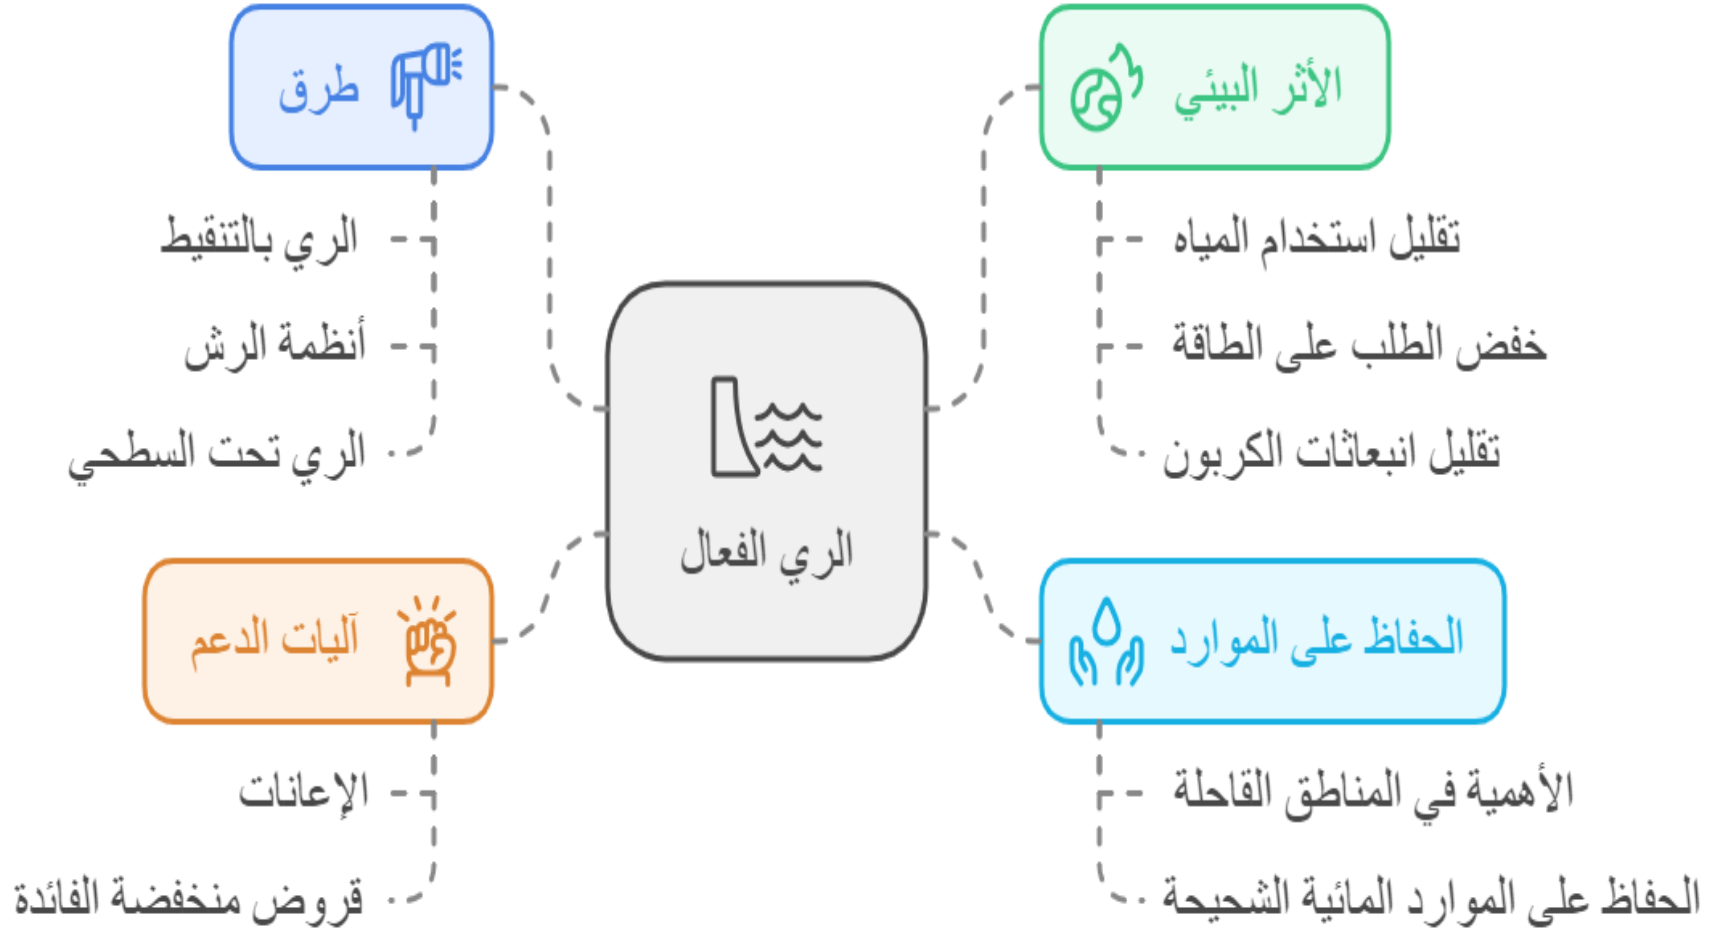 الأثر البيئي
تقليل استخدام المياه
خفض الطلب على الطاقة
تقليل انبعاثات الكربون
طرق
الري بالتنقيط
أنظمة الرش
الري تحت السطحي
الري الفعال
الحفاظ على الموارد
الأهمية في المناطق القاحلة
الحفاظ على الموارد المائية الشحيحة
آليات الدعم
الإعانات
قروض منخفضة الفائدة